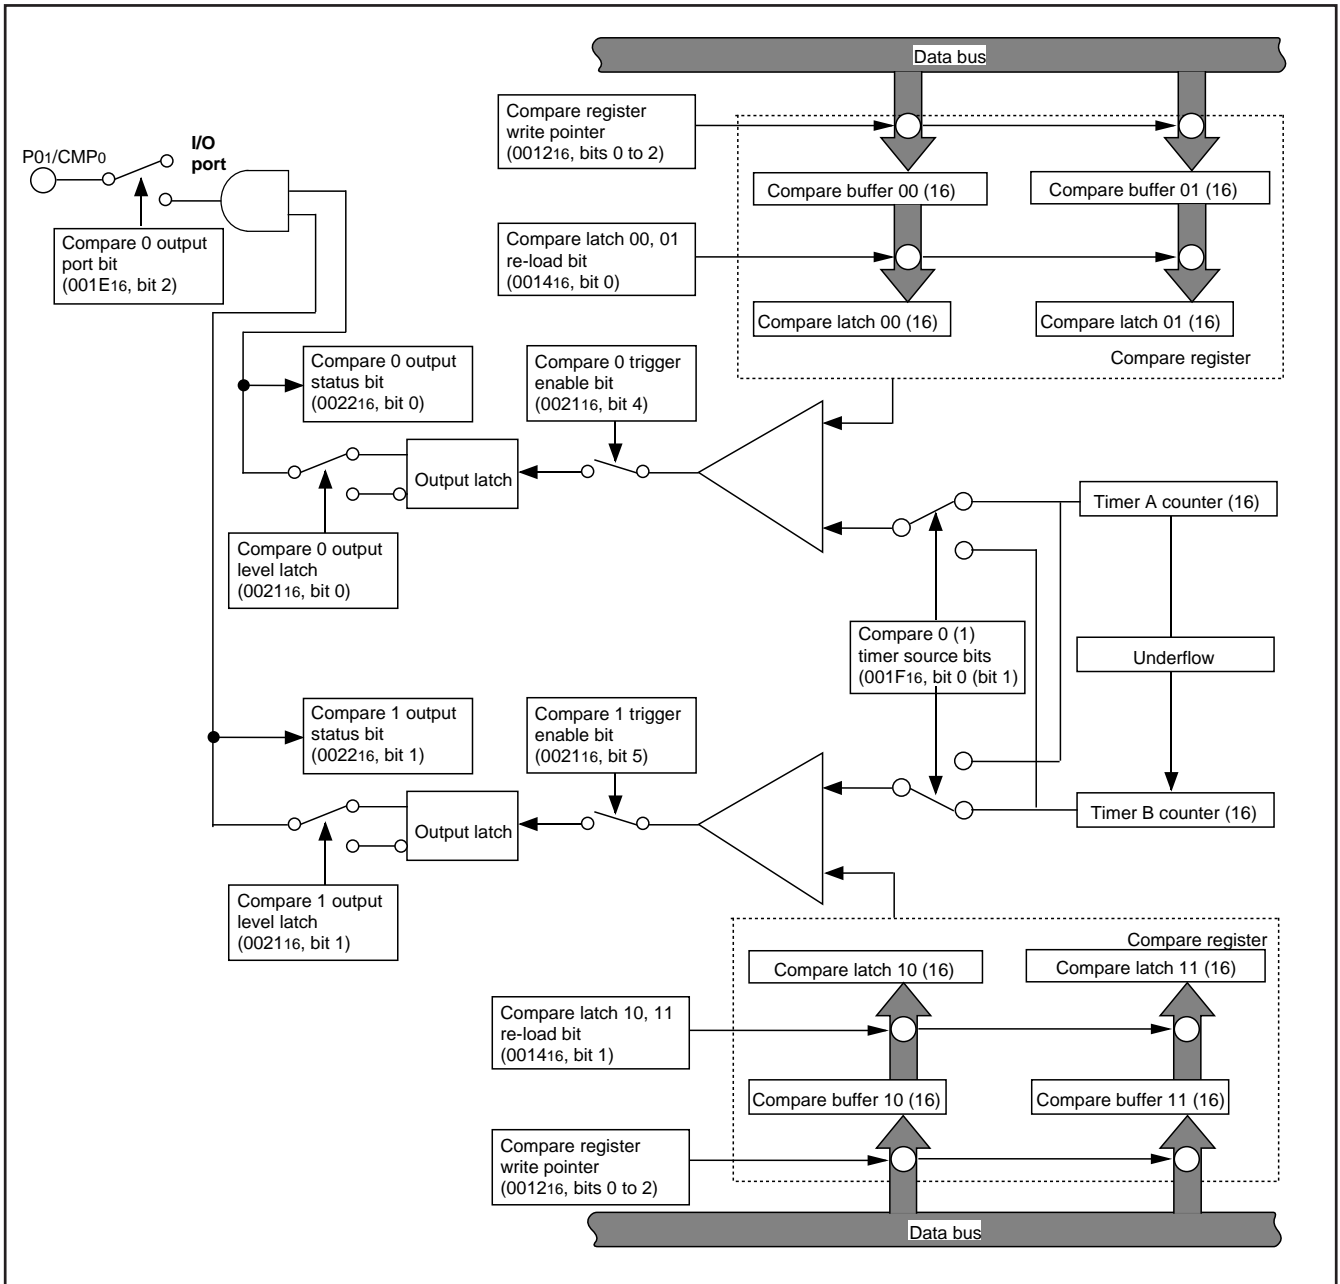 Data bus
Compare register
write pointer
(001216, bits 0 to 2)
I/O
port
P01/CMP0
Compare buffer 00 (16)
Compare buffer 01 (16)
Compare 0 output
port bit
(001E16, bit 2)
Compare latch 00, 01
re-load bit
(001416, bit 0)
Compare latch 00 (16)
Compare latch 01 (16)
Compare register
Compare 0 output
status bit
(002216, bit 0)
Compare 0 trigger
enable bit
(002116, bit 4)
Output latch
Timer A counter (16)
Compare 0 output
level latch
(002116, bit 0)
Compare 0 (1)
timer source bits
(001F16, bit 0 (bit 1)
Underflow
Compare 1 output
status bit
(002216, bit 1)
Compare 1 trigger
enable bit
(002116, bit 5)
Output latch
Timer B counter (16)
Compare 1 output
level latch
(002116, bit 1)
Compare register
Compare latch 10 (16)
Compare latch 11 (16)
Compare latch 10, 11
re-load bit
(001416, bit 1)
Compare buffer 10 (16)
Compare buffer 11 (16)
Compare register
write pointer
(001216, bits 0 to 2)
Data bus